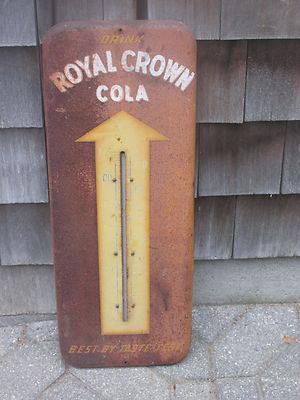 DRINK
ROYAL CROWN
COLA
BEST BY TASTE-TEST